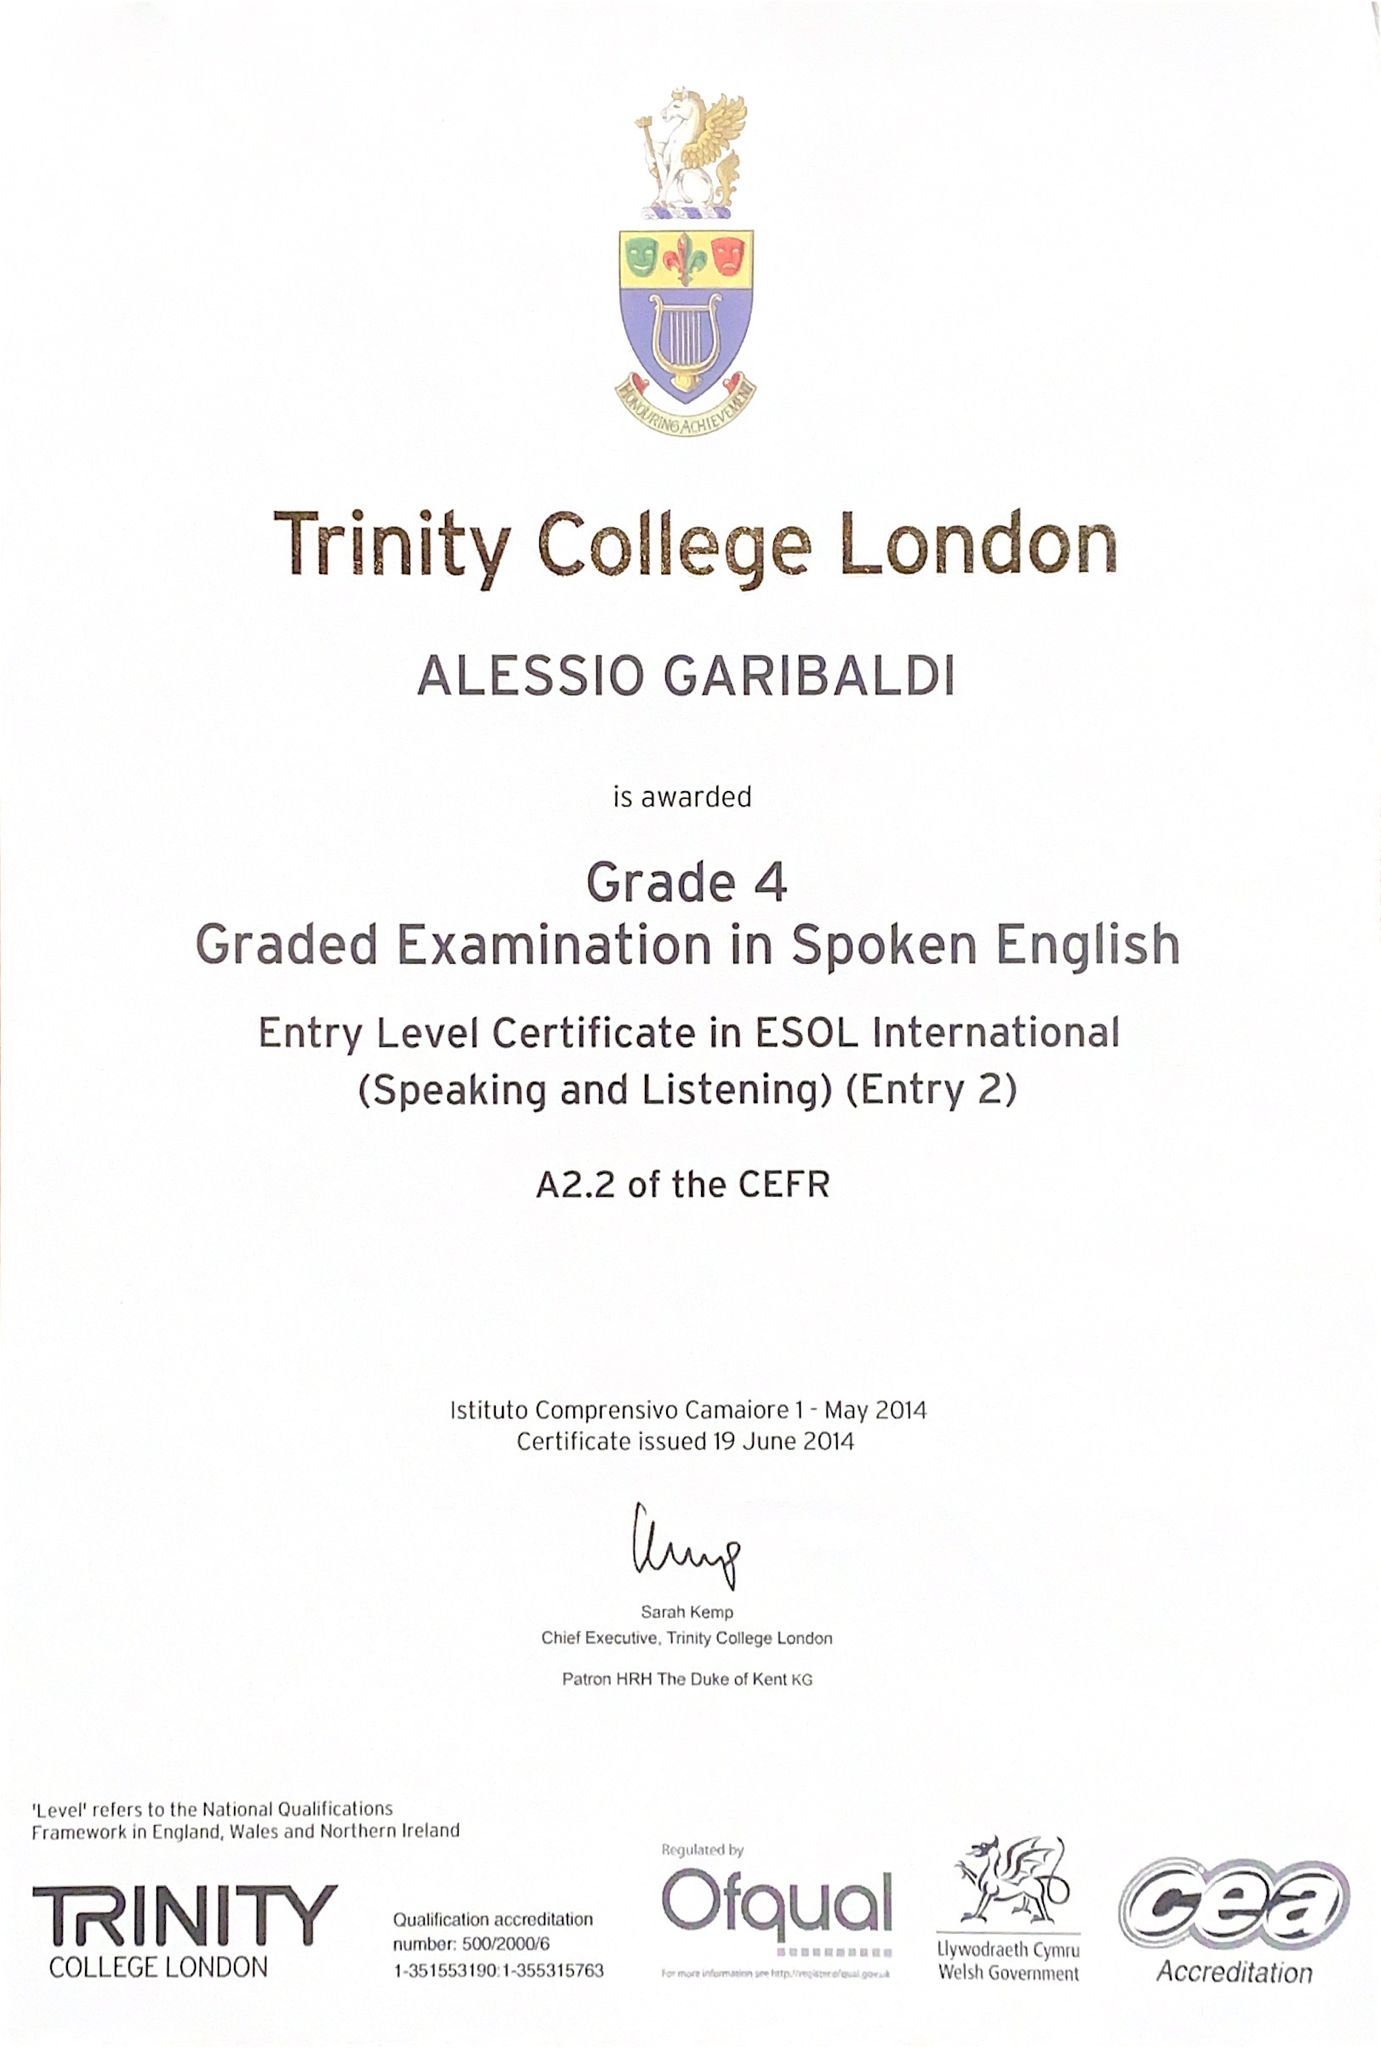 HONOURING ACHIEVEMENT
Trinity College London
ALESSIO GARIBALDI
is awarded
Grade 4
Graded Examination in Spoken English
Entry Level Certificate in ESOL International
(Speaking and Listening) (Entry 2)
A2.2 of the CEFR
Istituto Comprensivo Camaiore 1 - May 2014
Certificate issued 19 June 2014
Sarah Kemp
Chief Executive, Trinity College London
Patron HRH The Duke of Kent KG
'Level' refers to the National Qualifications
Framework in England, Wales and Northern Ireland
TRINITY
COLLEGE LONDON
Qualification accreditation
number: 500/2000/6
1-351553190:1-355315763
Regulated by
Ofqual
For more information see http://register.ofqual.gov.uk
Llywodraeth Cymru
Welsh Government
cea
Accreditation